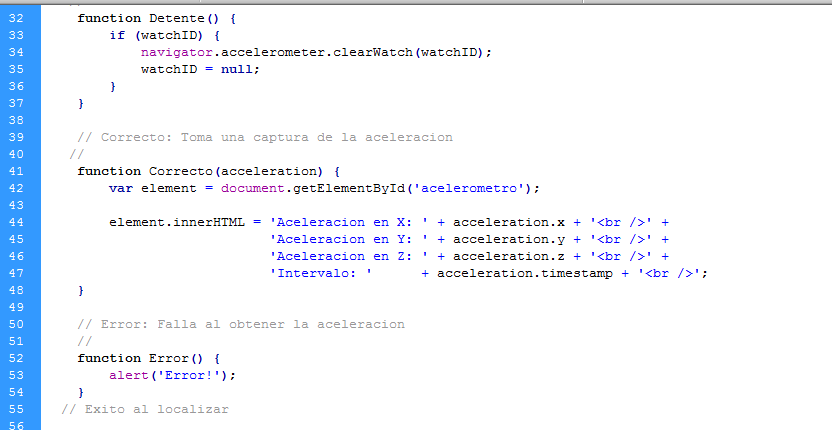 32 function Detente() {
33 if (watchID) {
34 navigator.accelerometer.clearWatch(watchID);
35 watchID = null;
36 }
37 }
38
39 // Correcto: Toma una captura de la aceleracion
40 //
41 function Correcto(acceleration) {
42 var element = document.getElementById('acelerometro');
43
44 element.innerHTML = 'Aceleracion en X: ' + acceleration.x + '<br />' +
45 'Aceleracion en Y: ' + acceleration.y + '<br />' +
46 'Aceleracion en Z: ' + acceleration.z + '<br />' +
47 'Intervalo: ' + acceleration.timestamp + '<br />';
48 }
49
50 // Error: Falla al obtener la aceleracion
51 //
52 function Error() {
53 alert('Error!');
54 }
55 // Exito al localizar
56